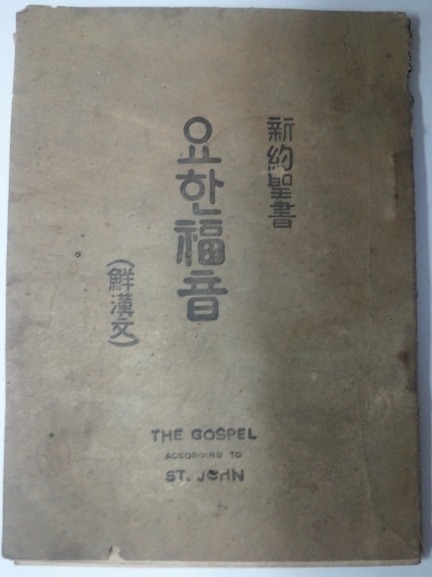 新約聖書
요한福音
(鮮漢文)
THE GOSPEL
ACCORDING TO
ST. JOHN